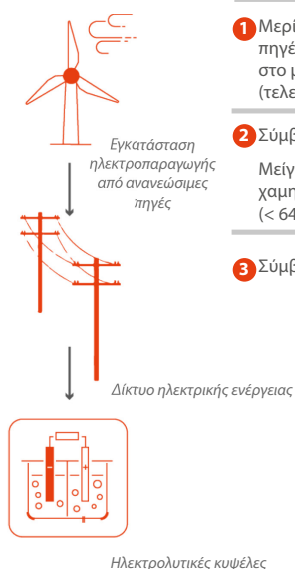 Εγκατάσταση
ηλεκτροπαραγωγής
από ανανεώσιμες
πηγές
Δίκτυο ηλεκτρικής ενέργειας
− +
Ηλεκτρολυτικές κυψέλες
1 Μερί
πηγέ
στο μ
(τελε
2 Σύμβ
Μείγ
χαμη
(< 64
3 Σύμβ